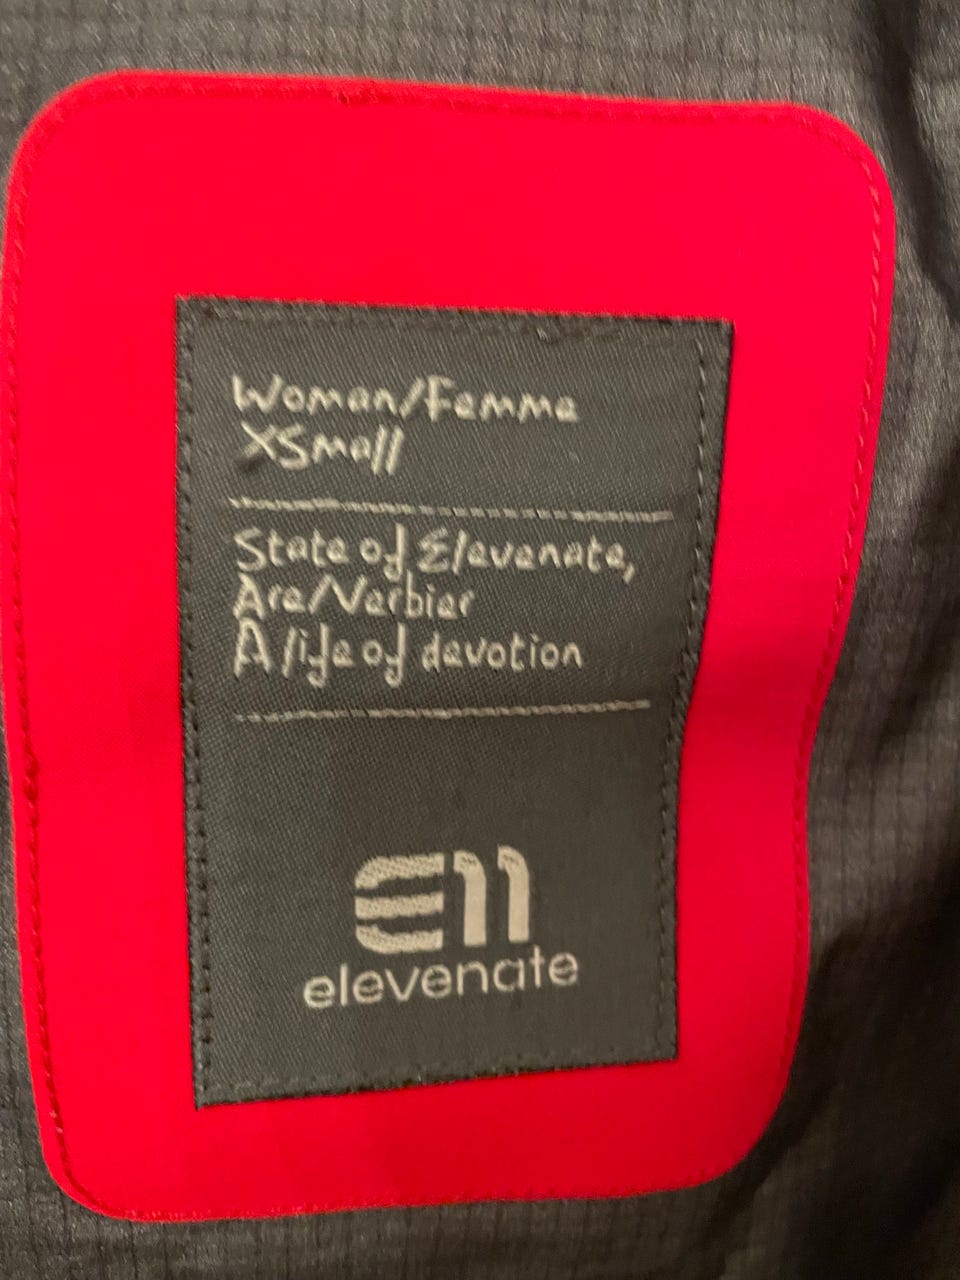 Woman/Femme
XSmall
State of Elevenate,
Are/Verbier
A life of devotion
E11
elevenate